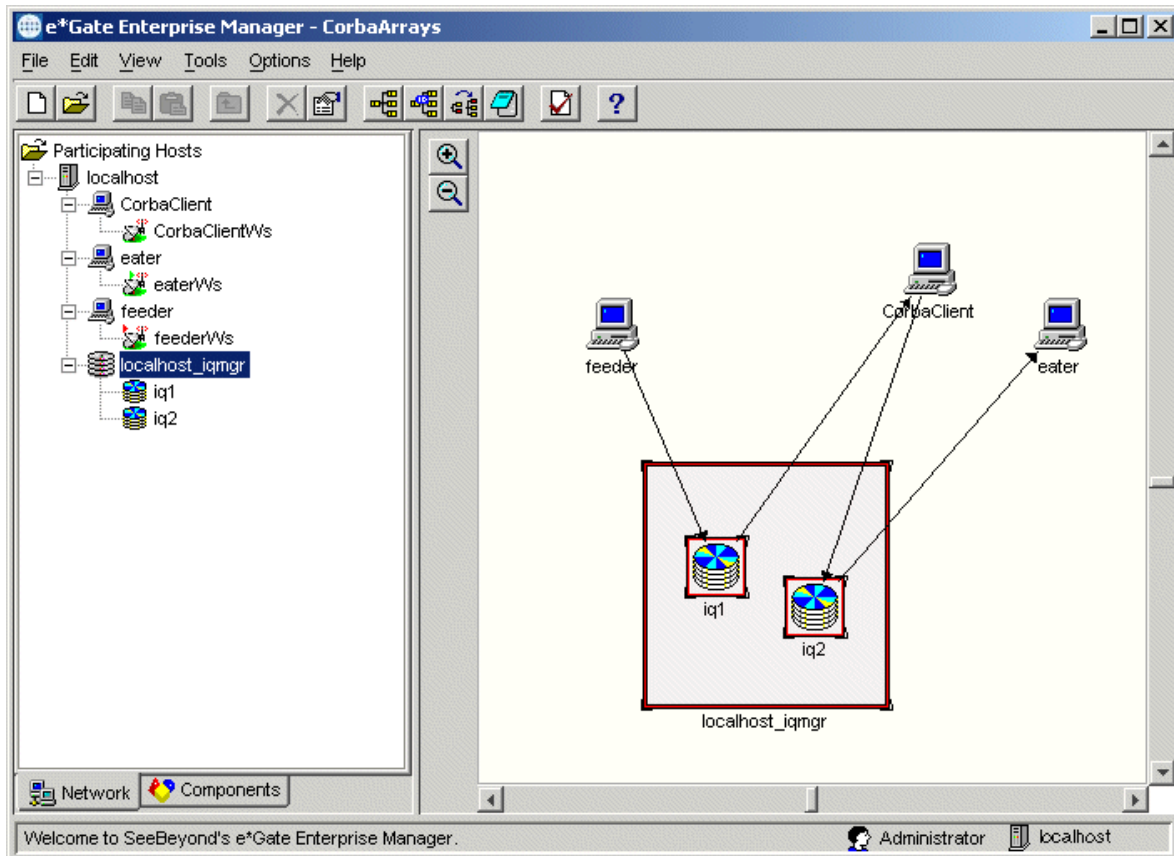 e*Gate Enterprise Manager - CorbaArrays
File Edit View Tools Options Help
?
Participating Hosts
localhost
CorbaClient
CorbaClientWs
eater
eaterWs
feeder
feederWs
localhost_iqmgr
iq1
iq2
CorbaClient
feeder
eater
iq1
iq2
localhost_iqmgr
Network Components
Welcome to SeeBeyond's e*Gate Enterprise Manager. Administrator localhost